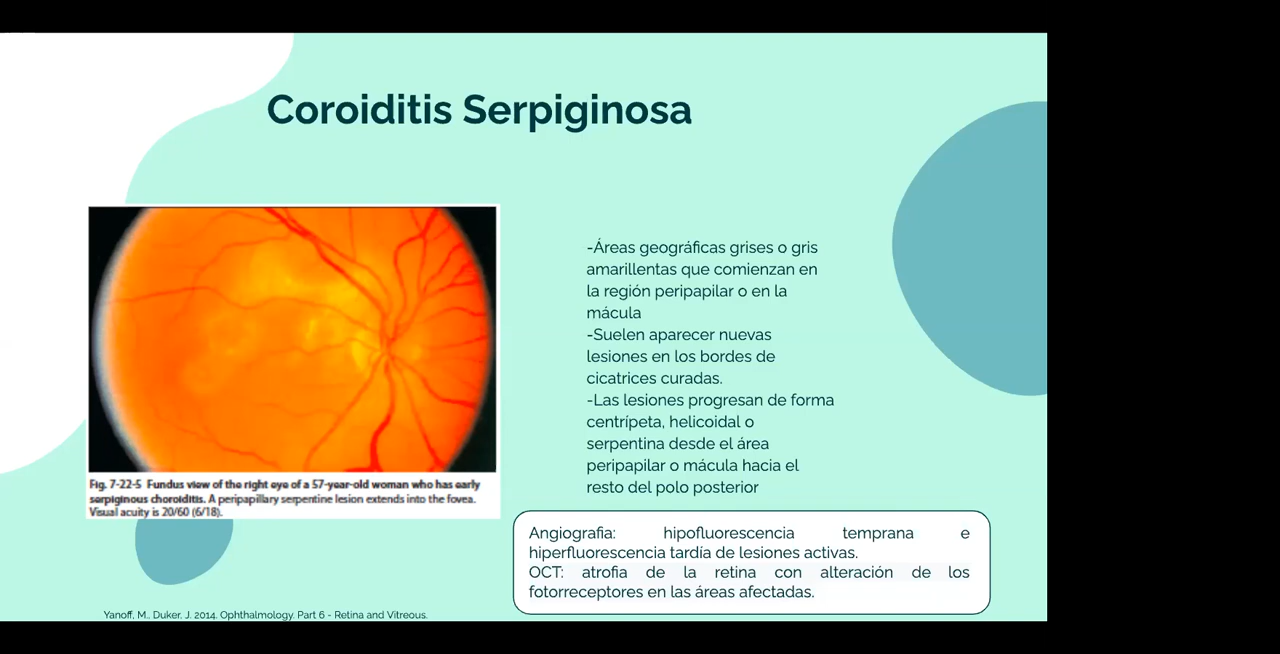 Coroiditis Serpiginosa
-Áreas geográficas grises o gris
amarillentas que comienzan en
la región peripapilar o en la
mácula
-Suelen aparecer nuevas
lesiones en los bordes de
cicatrices curadas.
-Las lesiones progresan de forma
centrípeta, helicoidal o
serpentina desde el área
peripapilar o mácula hacia el
resto del polo posterior
Fig. 7-22-5 Fundus view of the right eye of a 57-year-old woman who has early
serpiginous choroiditis. A peripapillary serpentine lesion extends into the fovea.
Visual acuity is 20/60 (6/18).
Angiografia: hipofluorescencia temprana e
hiperfluorescencia tardía de lesiones activas.
OCT: atrofia de la retina con alteración de los
fotorreceptores en las áreas afectadas.
Yanoff, M., Duker, J. 2014. Ophthalmology. Part 6 - Retina and Vitreous.